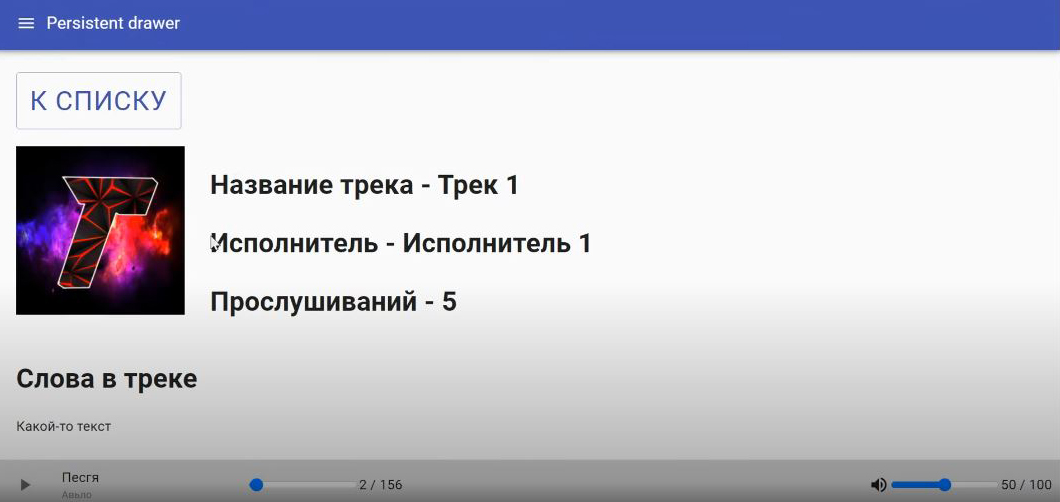 Persistent drawer
К СПИСКУ
Название трека - Трек 1
Исполнитель - Исполнитель 1
Прослушиваний - 5
Слова в треке
Какой-то текст
Песгя
Авьло
2 / 156
50 / 100